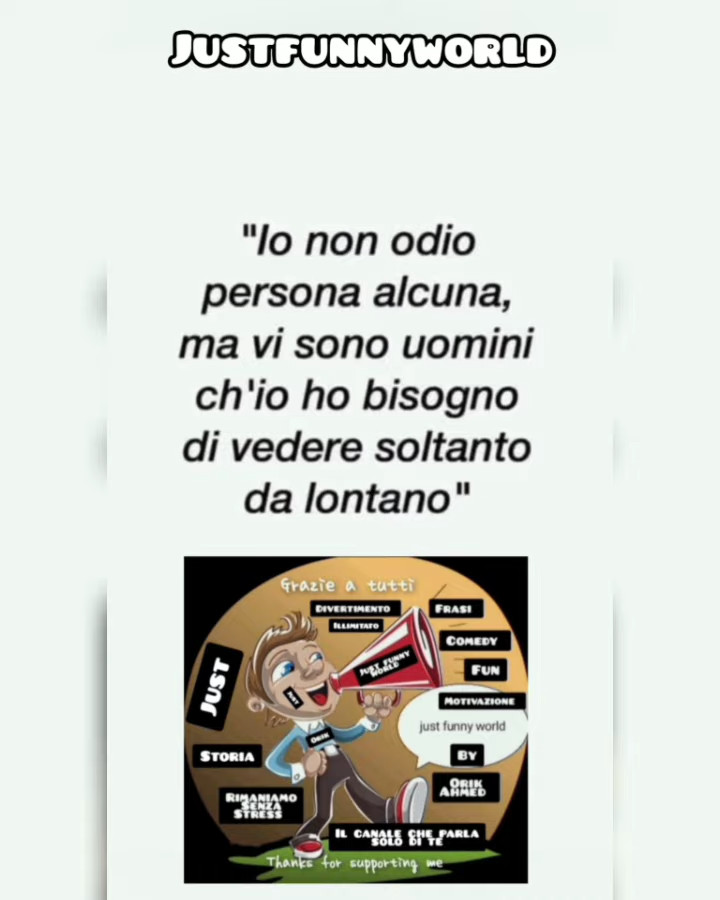 JUSTFUNNYWORLD
"Io non odio
persona alcuna,
ma vi sono uomini
ch'io ho bisogno
di vedere soltanto
da lontano"
Grazie a tutti
DIVERTIMENTO
ILLIMITATO
FRASI
COMEDY
JUST FUNNY
WORLD
FUN
JUST
MOTIVAZIONE
just funny world
ORIK
STORIA
BY
ORIK
AHMED
RIMANIAMO
SENZA
STRESS
IL CANALE CHE PARLA
SOLO DI TE
Thanks for supporting me